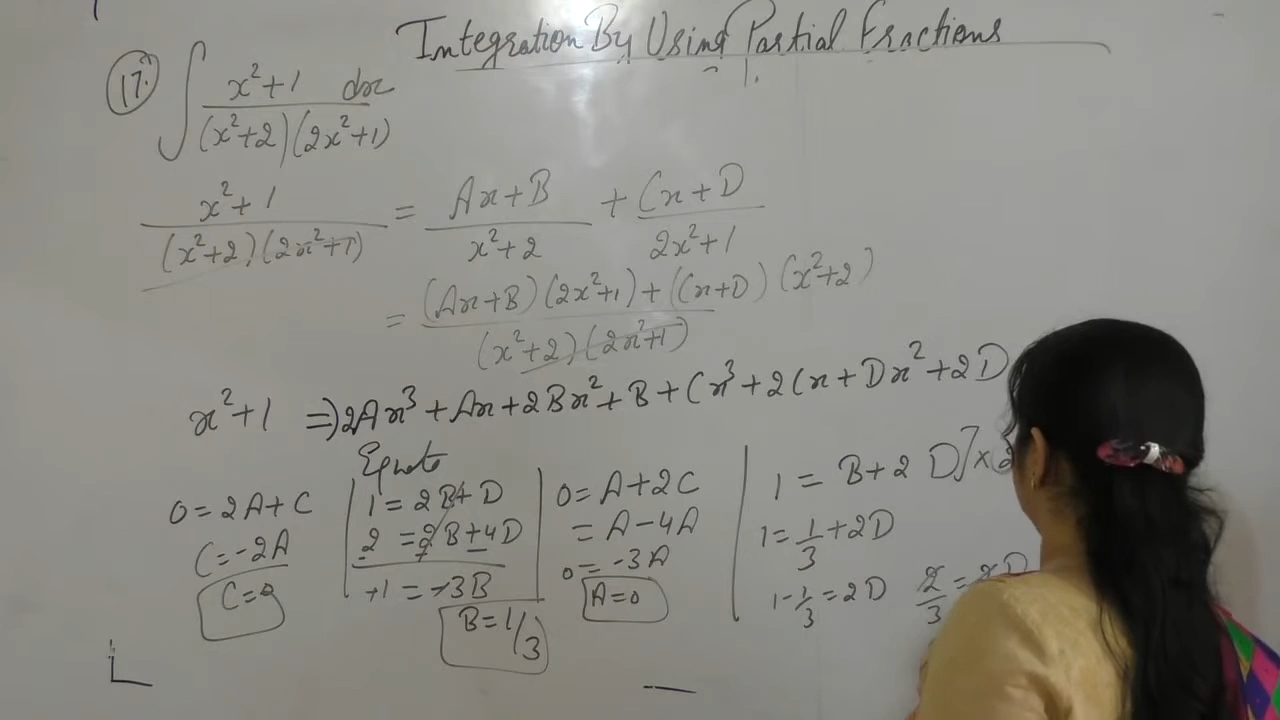 Integration By Using Partial Fractions
17. ∫ x²+1 / (x²+2)(2x²+1) dx
x²+1 / (x²+2)(2x²+1) = Ax+B / x²+2 + Cx+D / 2x²+1
= (Ax+B)(2x²+1) + (Cx+D)(x²+2) / (x²+2)(2x²+1)
x²+1 ⇒ 2Ax³ + Ax + 2Bx² + B + Cx³ + 2Cx + Dx² + 2D
Equate
0 = 2A+C
C = -2A
C = 0
1 = 2B+D
2 = 2B+4D
+1 = +3B
B = 1/3
0 = A+2C
= A-4A
0 = -3A
A = 0
1 = B+2D] ×2
1 = 1/3 + 2D
1 - 1/3 = 2D
2/3 = 2D